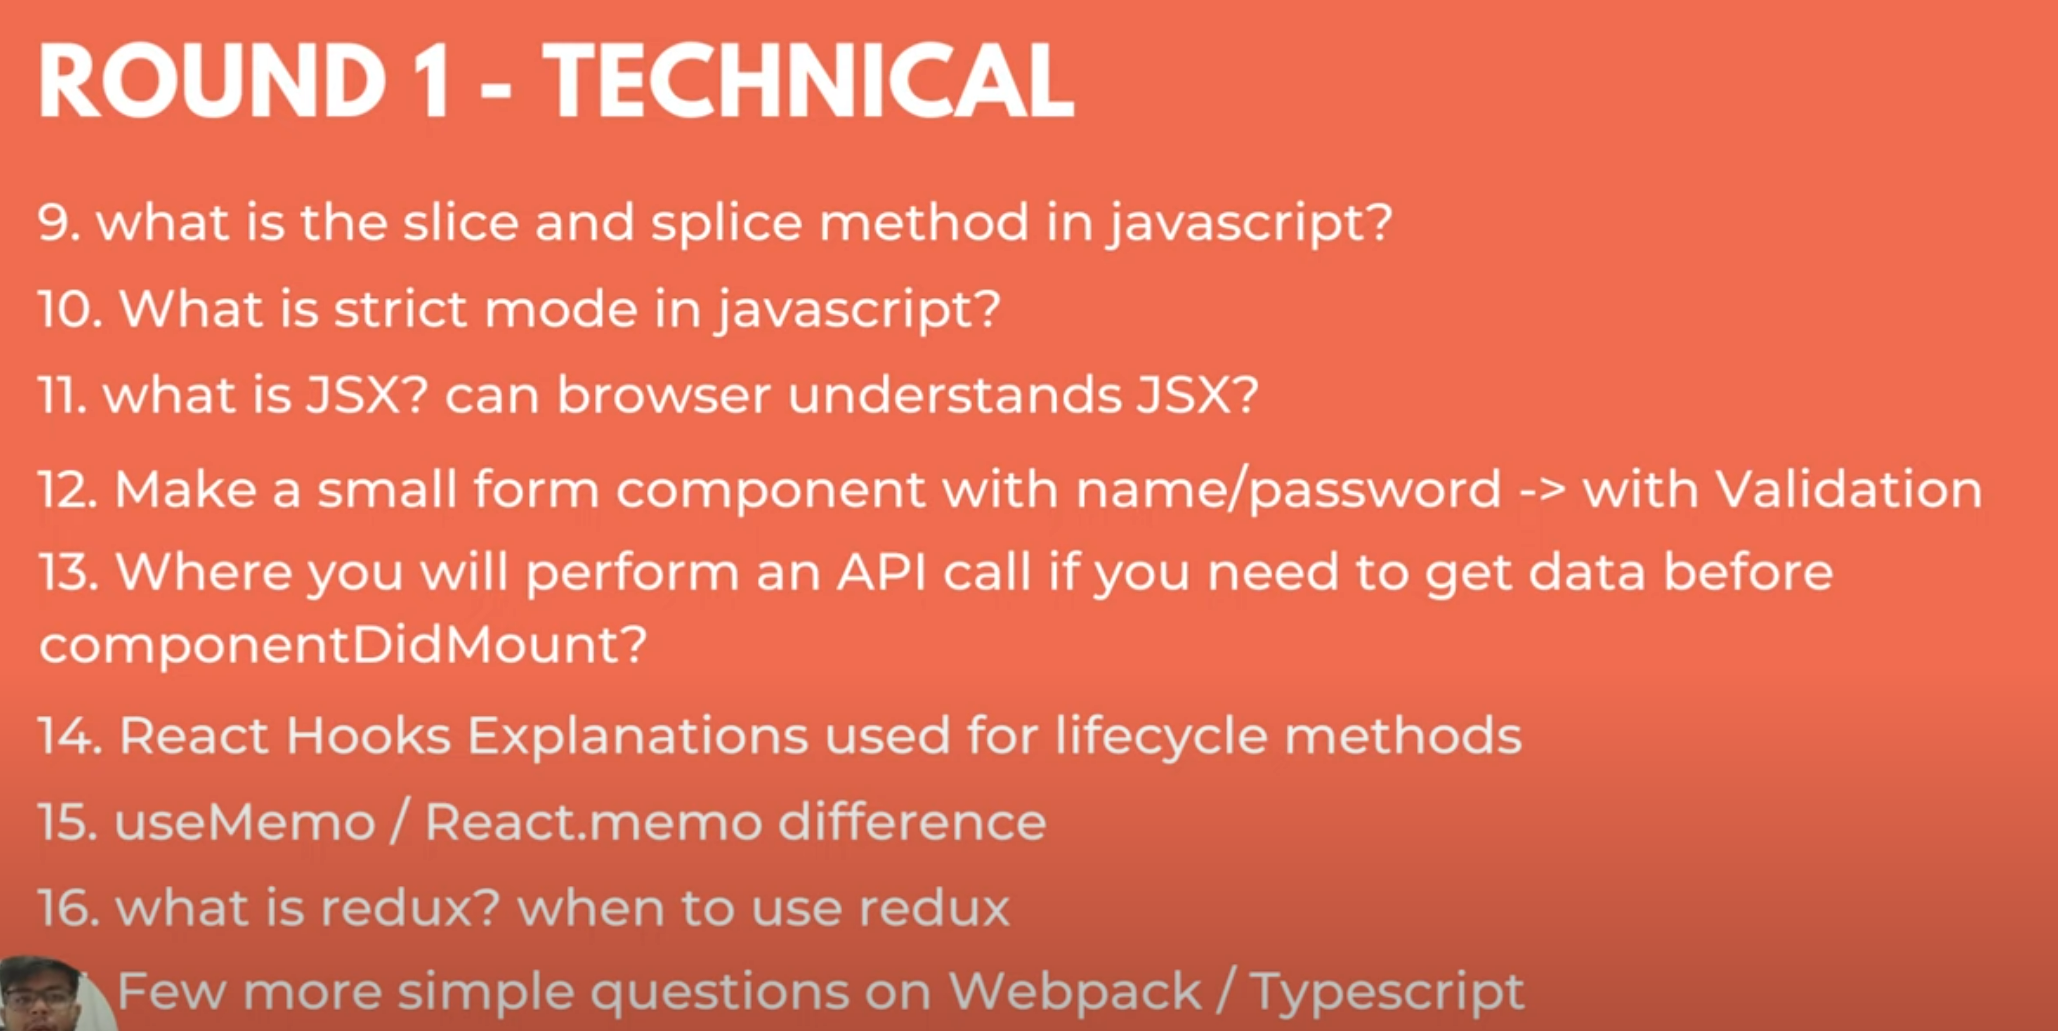 ROUND 1 - TECHNICAL
9. what is the slice and splice method in javascript?
10. What is strict mode in javascript?
11. what is JSX? can browser understands JSX?
12. Make a small form component with name/password -> with Validation
13. Where you will perform an API call if you need to get data before
componentDidMount?
14. React Hooks Explanations used for lifecycle methods
15. useMemo / React.memo difference
16. what is redux? when to use redux
Few more simple questions on Webpack / Typescript